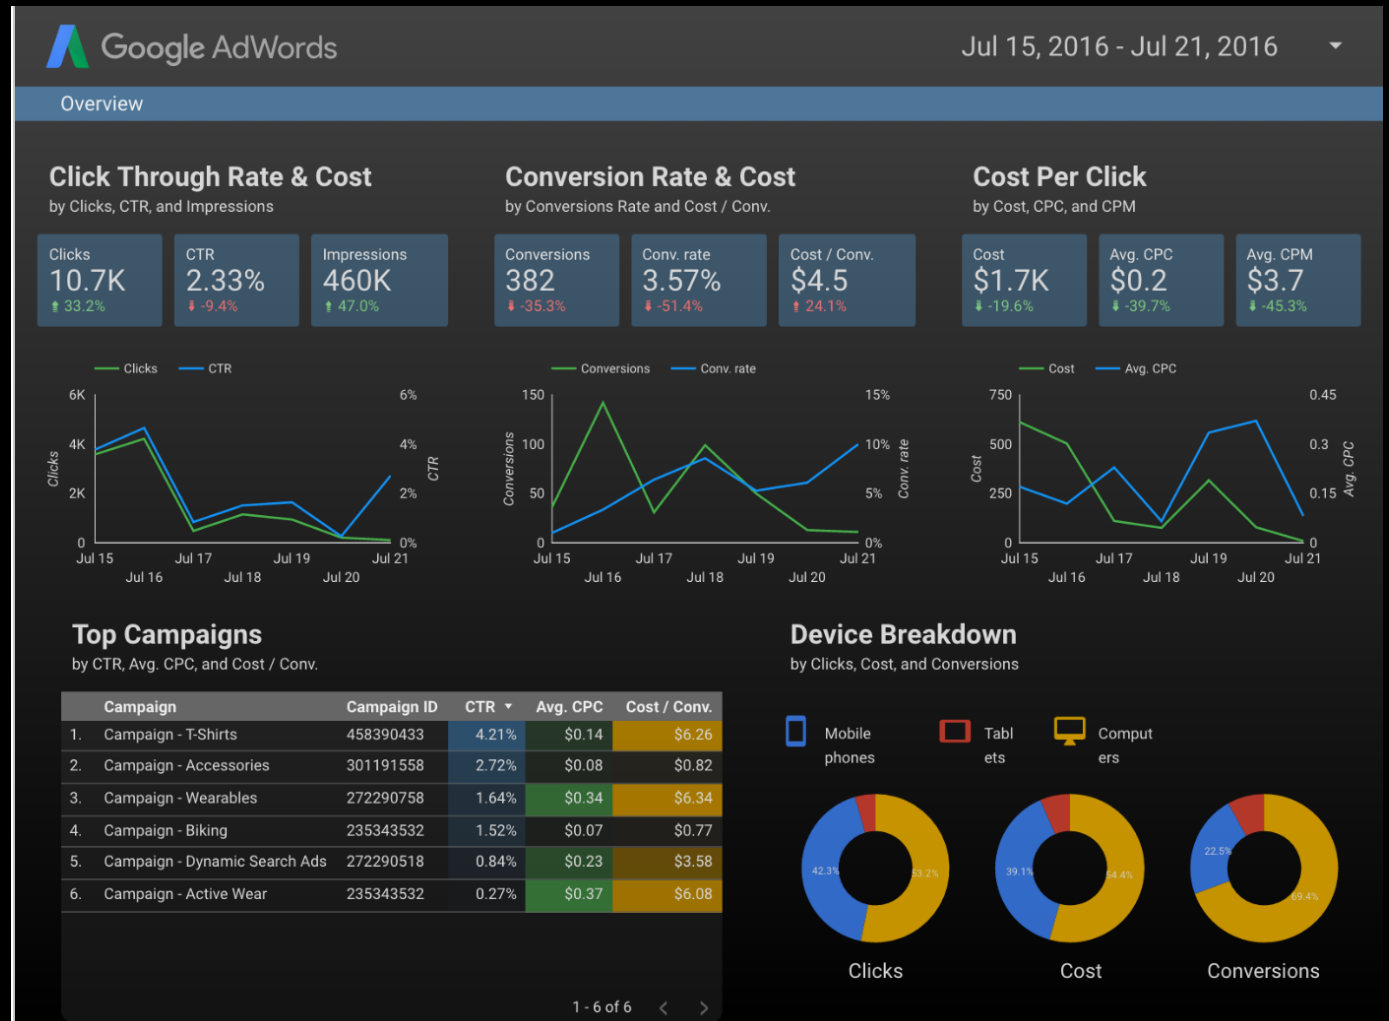 Google AdWords
Jul 15, 2016 - Jul 21, 2016
Overview
Click Through Rate & Cost
by Clicks, CTR, and Impressions
Clicks
10.7K
33.2%
CTR
2.33%
-9.4%
Impressions
460K
47.0%
Conversion Rate & Cost
by Conversions Rate and Cost / Conv.
Conversions
382
-35.3%
Conv. rate
3.57%
-51.4%
Cost / Conv.
$4.5
24.1%
Cost Per Click
by Cost, CPC, and CPM
Cost
$1.7K
-19.6%
Avg. CPC
$0.2
-39.7%
Avg. CPM
$3.7
-45.3%
Clicks CTR
6K
4K
2K
0
Clicks
6%
4%
2%
0%
CTR
Jul 15 Jul 17 Jul 19 Jul 21
Jul 16 Jul 18 Jul 20
Conversions Conv. rate
150
100
50
0
Conversions
15%
10%
5%
0%
Conv. rate
Jul 15 Jul 17 Jul 19 Jul 21
Jul 16 Jul 18 Jul 20
Cost Avg. CPC
750
500
250
0
Cost
0.45
0.3
0.15
0
Avg. CPC
Jul 15 Jul 17 Jul 19 Jul 21
Jul 16 Jul 18 Jul 20
Top Campaigns
by CTR, Avg. CPC, and Cost / Conv.
Campaign Campaign ID CTR Avg. CPC Cost / Conv.
1. Campaign - T-Shirts 458390433 4.21% $0.14 $6.26
2. Campaign - Accessories 301191558 2.72% $0.08 $0.82
3. Campaign - Wearables 272290758 1.64% $0.34 $6.34
4. Campaign - Biking 235343532 1.52% $0.07 $0.77
5. Campaign - Dynamic Search Ads 272290518 0.84% $0.23 $3.58
6. Campaign - Active Wear 235343532 0.27% $0.37 $6.08
1 - 6 of 6
Device Breakdown
by Clicks, Cost, and Conversions
Mobile
phones
Tabl
ets
Comput
ers
42.3%
53.2%
Clicks
39.1%
54.4%
Cost
22.5%
69.4%
Conversions